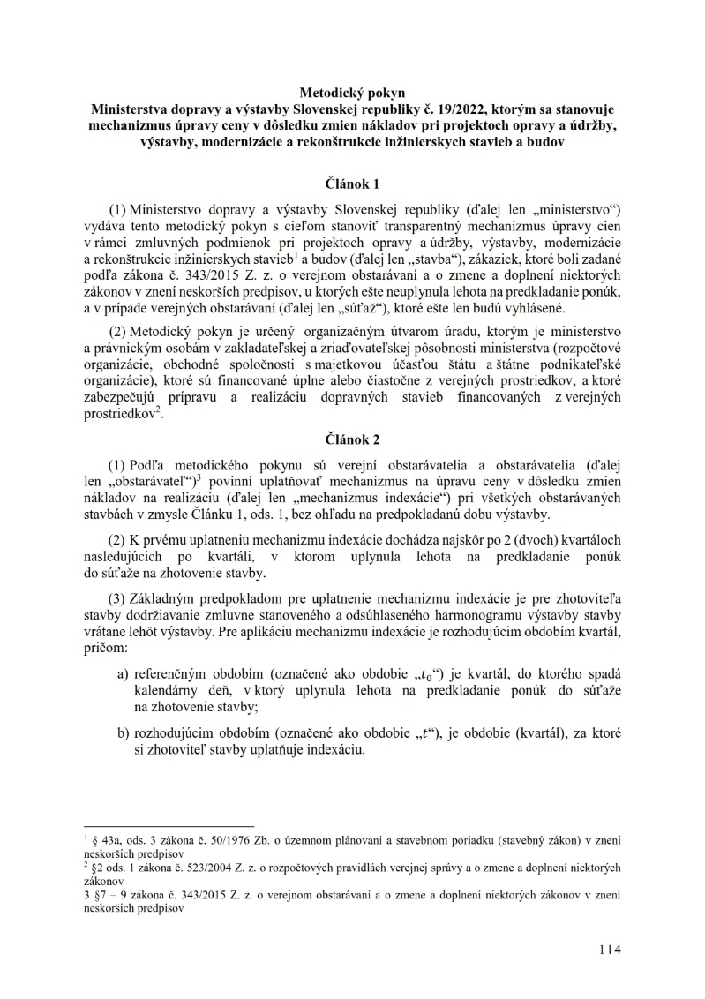 Metodický pokyn
Ministerstva dopravy a výstavby Slovenskej republiky č. 19/2022, ktorým sa stanovuje
mechanizmus úpravy ceny v dôsledku zmien nákladov pri projektoch opravy a údržby,
výstavby, modernizácie a rekonštrukcie inžinierskych stavieb a budov
Článok 1
(1) Ministerstvo dopravy a výstavby Slovenskej republiky (ďalej len „ministerstvo“)
vydáva tento metodický pokyn s cieľom stanoviť transparentný mechanizmus úpravy cien
v rámci zmluvných podmienok pri projektoch opravy a údržby, výstavby, modernizácie
a rekonštrukcie inžinierskych stavieb¹ a budov (ďalej len „stavba“), zákaziek, ktoré boli zadané
podľa zákona č. 343/2015 Z. z. o verejnom obstarávaní a o zmene a doplnení niektorých
zákonov v znení neskorších predpisov, u ktorých ešte neuplynula lehota na predkladanie ponúk,
a v prípade verejných obstarávaní (ďalej len „súťaž“), ktoré ešte len budú vyhlásené.
(2) Metodický pokyn je určený organizačným útvarom úradu, ktorým je ministerstvo
a právnickým osobám v zakladateľskej a zriaďovateľskej pôsobnosti ministerstva (rozpočtové
organizácie, obchodné spoločnosti s majetkovou účasťou štátu a štátne podnikateľské
organizácie), ktoré sú financované úplne alebo čiastočne z verejných prostriedkov, a ktoré
zabezpečujú prípravu a realizáciu dopravných stavieb financovaných z verejných
prostriedkov².
Článok 2
(1) Podľa metodického pokynu sú verejní obstarávatelia a obstarávatelia (ďalej
len „obstarávateľ“)³ povinní uplatňovať mechanizmus na úpravu ceny v dôsledku zmien
nákladov na realizáciu (ďalej len „mechanizmus indexácie“) pri všetkých obstarávaných
stavbách v zmysle Článku 1, ods. 1, bez ohľadu na predpokladanú dobu výstavby.
(2) K prvému uplatneniu mechanizmu indexácie dochádza najskôr po 2 (dvoch) kvartáloch
nasledujúcich po kvartáli, v ktorom uplynula lehota na predkladanie ponúk
do súťaže na zhotovenie stavby.
(3) Základným predpokladom pre uplatnenie mechanizmu indexácie je pre zhotoviteľa
stavby dodržiavanie zmluvne stanoveného a odsúhlaseného harmonogramu výstavby stavby
vrátane lehôt výstavby. Pre aplikáciu mechanizmu indexácie je rozhodujúcim obdobím kvartál,
pričom:
a) referenčným obdobím (označené ako obdobie „t₀“) je kvartál, do ktorého spadá
kalendárny deň, v ktorý uplynula lehota na predkladanie ponúk do súťaže
na zhotovenie stavby;
b) rozhodujúcim obdobím (označené ako obdobie „t“), je obdobie (kvartál), za ktoré
si zhotoviteľ stavby uplatňuje indexáciu.
¹ § 43a, ods. 3 zákona č. 50/1976 Zb. o územnom plánovaní a stavebnom poriadku (stavebný zákon) v znení
neskorších predpisov
² §2 ods. 1 zákona č. 523/2004 Z. z. o rozpočtových pravidlách verejnej správy a o zmene a doplnení niektorých
zákonov
3 §7 – 9 zákona č. 343/2015 Z. z. o verejnom obstarávaní a o zmene a doplnení niektorých zákonov v znení
neskorších predpisov
1|4